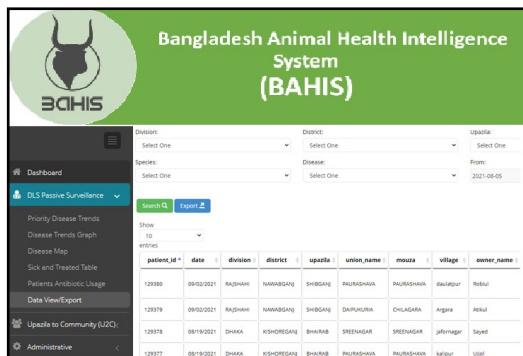 Bangladesh Animal Health Intelligence
System
(BAHIS)
BAHIS
Division: District: Upazila:
Select One Select One Select One
Species: Disease: From:
Select One Select One 2021-08-05
Search Export
Show
10
entries
Dashboard
DLS Passive Surveillance
Priority Disease Trends
Disease Trends Graph
Disease Map
Sick and Treated Table
Patients Antibiotic Usage
Data View/Export
Upazila to Community (U2C)
Administrative
patient_id date division district upazila union_name mouza village owner_name
129380 09/02/2021 RAJSHAHI NAWABGANJ SHIBGANJ PAURASHAVA PAURASHAVA daulatpur Robiul
129379 09/02/2021 RAJSHAHI NAWABGANJ SHIBGANJ DAIPUKURIA CHILAGARA Argara Atikul
129378 08/19/2021 DHAKA KISHOREGANJ BHAIRAB SREENAGAR SREENAGAR jafornagar Sayed
129377 08/19/2021 DHAKA KISHOREGANJ BHAIRAB PAURASHAVA PAURASHAVA kalipur